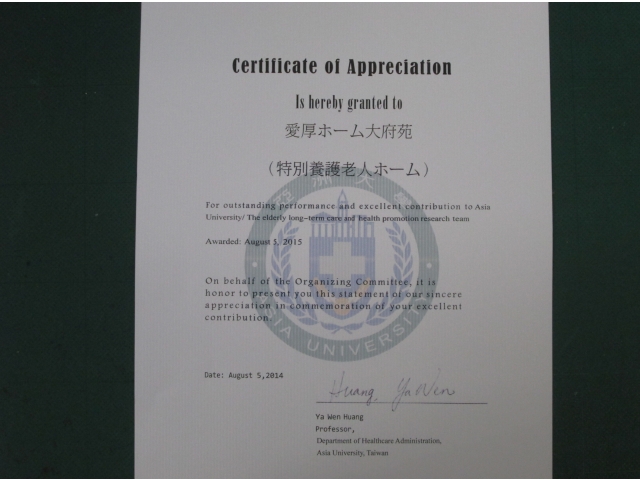 Certificate of Appreciation
Is hereby granted to
愛厚ホーム大府苑
（特別養護老人ホーム）
For outstanding performance and excellent contribution to Asia
University/ The elderly long-term care and health promotion research team
Awarded: August 5, 2015
On behalf of the Organizing Committee, it is
honor to present you this statement of our sincere
appreciation in commemoration of your excellent
contribution.
ASIA UNIVERSITY
Date: August 5,2014
Huang YaWen
Ya Wen Huang
Professor,
Department of Healthcare Administration,
Asia University, Taiwan